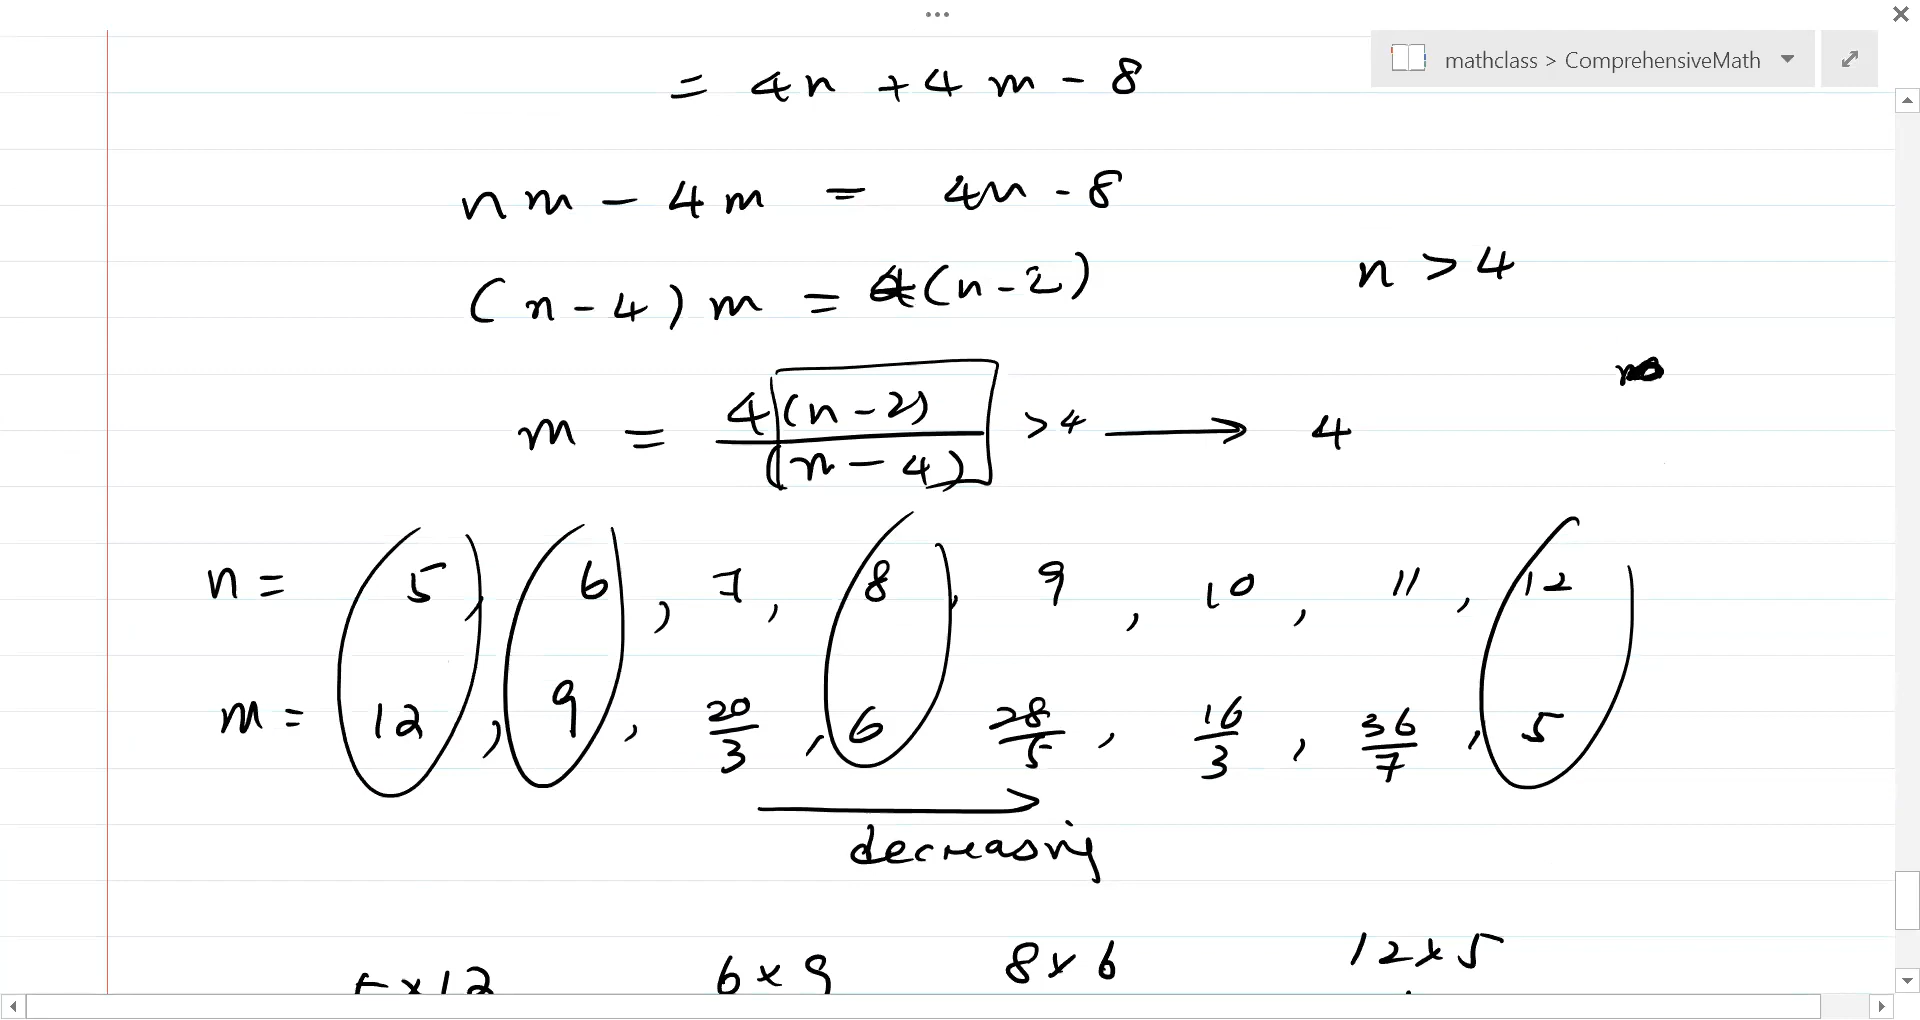 ...
mathclass > ComprehensiveMath
= 4n + 4m - 8
nm - 4m = 4n - 8
(n - 4) m = 4(n - 2)
n > 4
m = 4(n - 2) / (n - 4) > 4 → 4
n = 5, 6, 7, 8, 9, 10, 11, 12
m = 12, 9, 20/3, 6 28/5, 16/3, 36/7, 5
decreasing
5 x 12 6 x 9 8 x 6 12 x 5